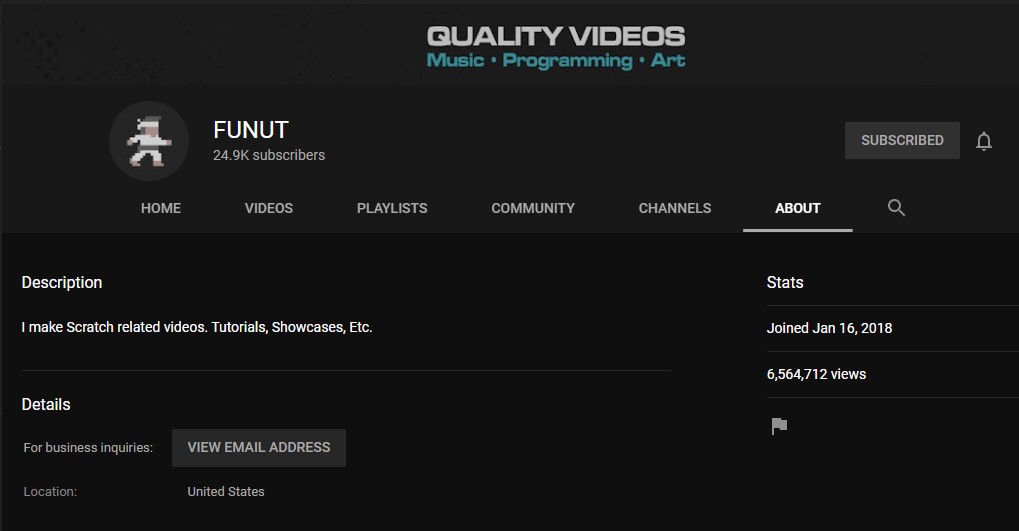 QUALITY VIDEOS
Music • Programming • Art
FUNUT
24.9K subscribers
SUBSCRIBED
HOME VIDEOS PLAYLISTS COMMUNITY CHANNELS ABOUT
Description
I make Scratch related videos. Tutorials, Showcases, Etc.
Stats
Joined Jan 16, 2018
6,564,712 views
Details
For business inquiries: VIEW EMAIL ADDRESS
Location: United States